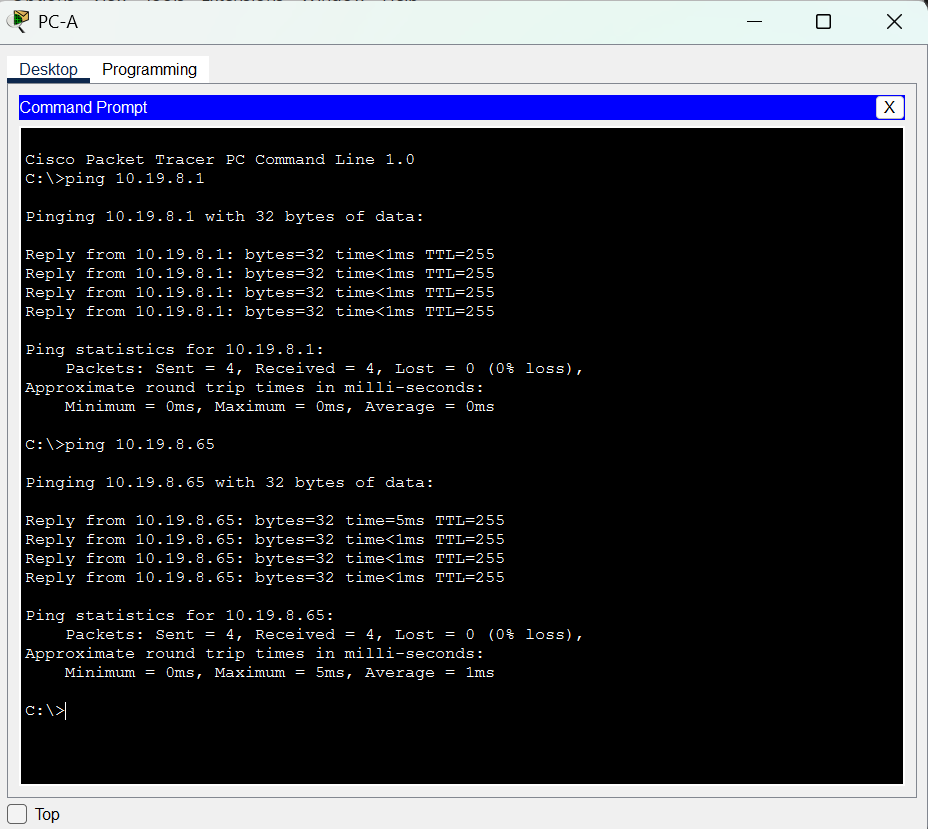 PC-A
Desktop Programming
Command Prompt X
Cisco Packet Tracer PC Command Line 1.0
C:\>ping 10.19.8.1
Pinging 10.19.8.1 with 32 bytes of data:
Reply from 10.19.8.1: bytes=32 time<1ms TTL=255
Reply from 10.19.8.1: bytes=32 time<1ms TTL=255
Reply from 10.19.8.1: bytes=32 time<1ms TTL=255
Reply from 10.19.8.1: bytes=32 time<1ms TTL=255
Ping statistics for 10.19.8.1:
Packets: Sent = 4, Received = 4, Lost = 0 (0% loss),
Approximate round trip times in milli-seconds:
Minimum = 0ms, Maximum = 0ms, Average = 0ms
C:\>ping 10.19.8.65
Pinging 10.19.8.65 with 32 bytes of data:
Reply from 10.19.8.65: bytes=32 time=5ms TTL=255
Reply from 10.19.8.65: bytes=32 time<1ms TTL=255
Reply from 10.19.8.65: bytes=32 time<1ms TTL=255
Reply from 10.19.8.65: bytes=32 time<1ms TTL=255
Ping statistics for 10.19.8.65:
Packets: Sent = 4, Received = 4, Lost = 0 (0% loss),
Approximate round trip times in milli-seconds:
Minimum = 0ms, Maximum = 5ms, Average = 1ms
C:\>
Top